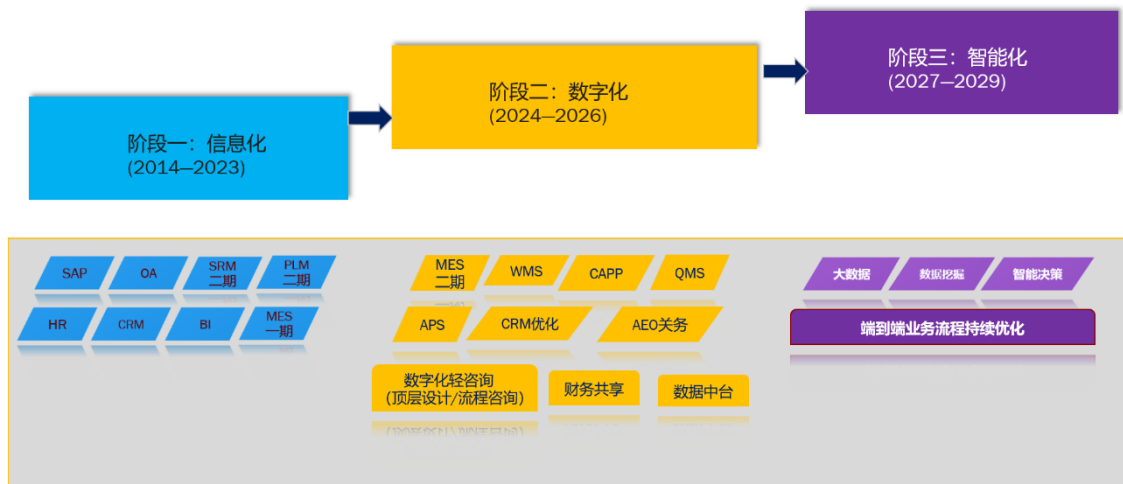 阶段一：信息化
(2014—2023)
阶段二：数字化
(2024—2026)
阶段三：智能化
(2027—2029)
SAP
OA
SRM
二期
PLM
二期
HR
CRM
BI
MES
一期
MES
二期
WMS
CAPP
QMS
APS
CRM优化
AEO关务
数字化轻咨询
(顶层设计/流程咨询)
财务共享
数据中台
大数据
数据挖掘
智能决策
端到端业务流程持续优化